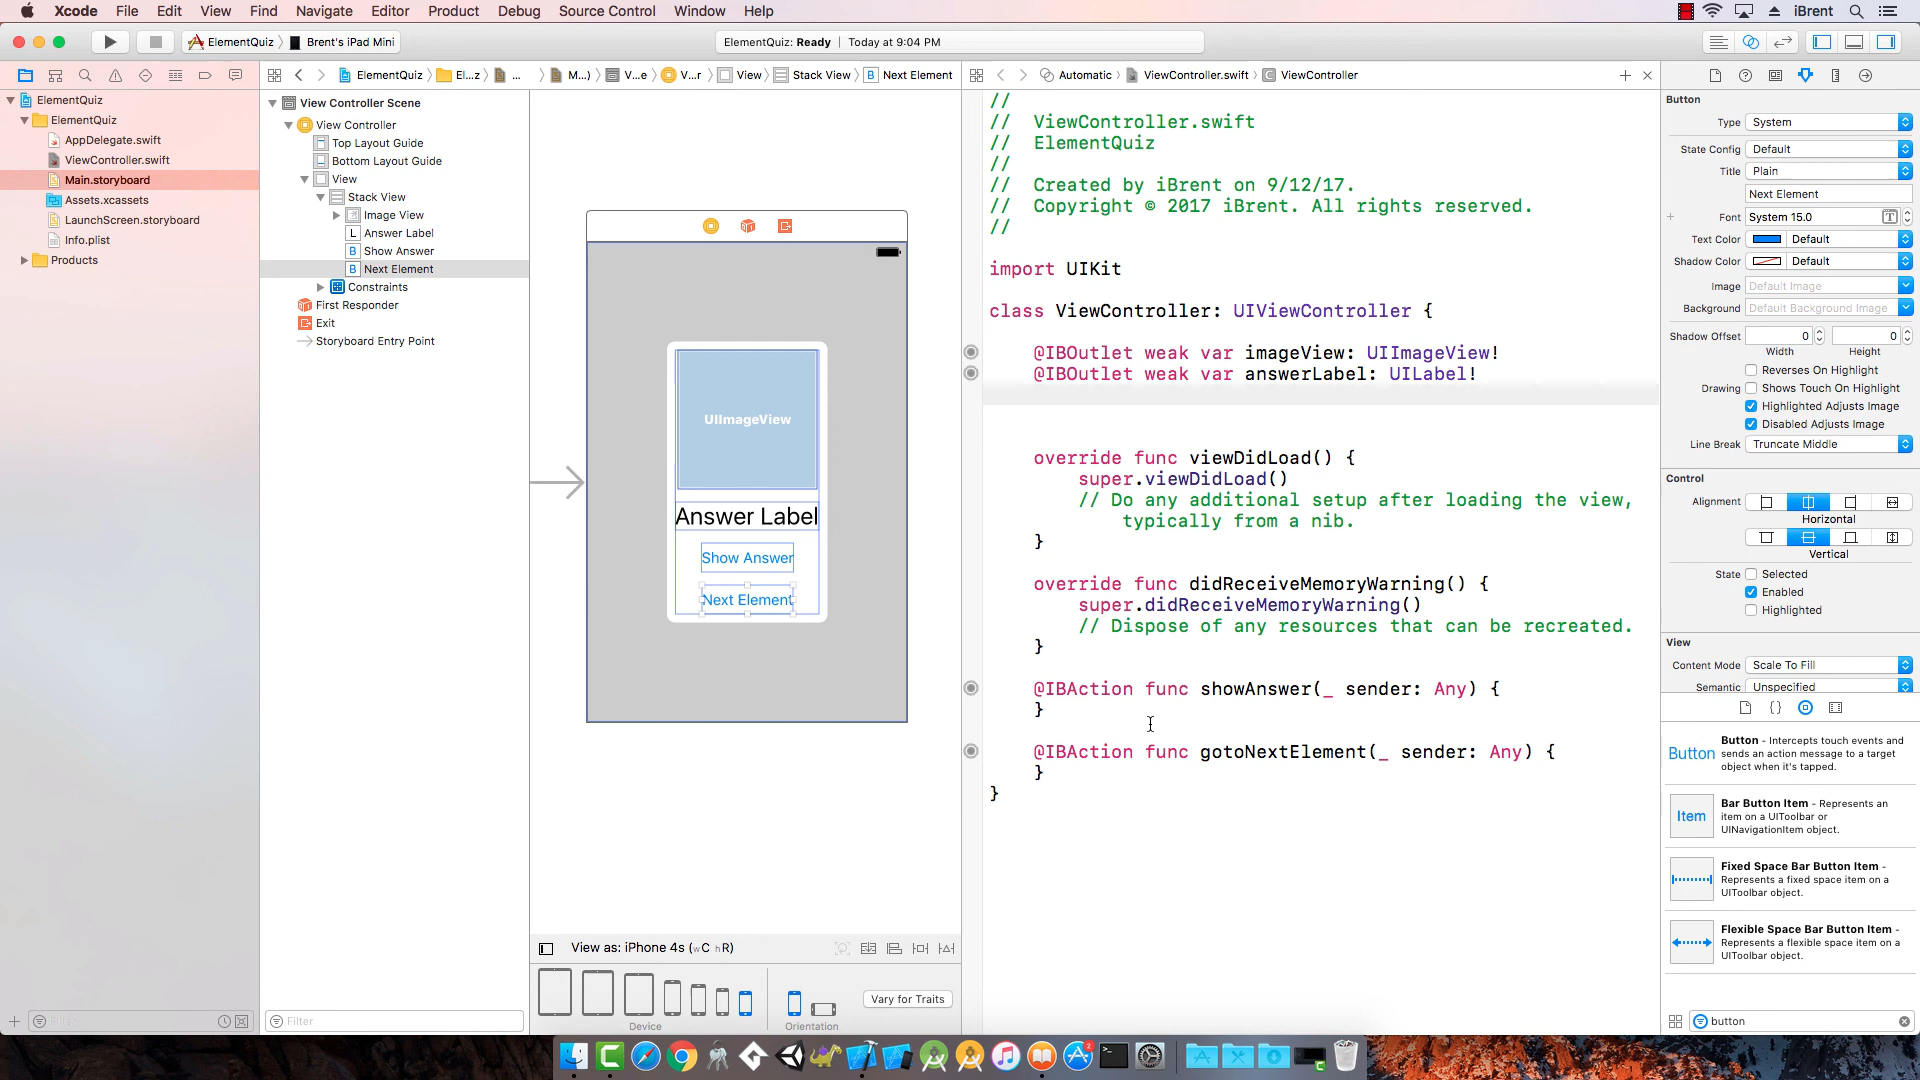 Xcode File Edit View Find Navigate Editor Product Debug Source Control Window Help
iBrent
ElementQuiz
Brent's iPad Mini
ElementQuiz: Ready | Today at 9:04 PM
ElementQuiz
El...z
...
M...)
V...e
V...r
View
Stack View
B Next Element
Automatic
ViewController.swift
C ViewController
ElementQuiz
ElementQuiz
AppDelegate.swift
ViewController.swift
Main.storyboard
Assets.xcassets
LaunchScreen.storyboard
Info.plist
Products
Filter
View Controller Scene
View Controller
Top Layout Guide
Bottom Layout Guide
View
Stack View
Image View
L Answer Label
B Show Answer
B Next Element
Constraints
First Responder
Exit
Storyboard Entry Point
Filter
UIImageView
Answer Label
Show Answer
Next Element
View as: iPhone 4s (wC hR)
Device
Orientation
Vary for Traits
//
// ViewController.swift
// ElementQuiz
//
// Created by iBrent on 9/12/17.
// Copyright © 2017 iBrent. All rights reserved.
//
import UIKit
class ViewController: UIViewController {
@IBOutlet weak var imageView: UIImageView!
@IBOutlet weak var answerLabel: UILabel!
override func viewDidLoad() {
super.viewDidLoad()
// Do any additional setup after loading the view,
typically from a nib.
}
override func didReceiveMemoryWarning() {
super.didReceiveMemoryWarning()
// Dispose of any resources that can be recreated.
}
@IBAction func showAnswer(_ sender: Any) {
}
@IBAction func gotoNextElement(_ sender: Any) {
}
}
Button
Type System
State Config Default
Title Plain
Next Element
Font System 15.0
Text Color Default
Shadow Color Default
Image Default Image
Background Default Background Image
Shadow Offset 0 0
Width Height
Reverses On Highlight
Drawing Shows Touch On Highlight
Highlighted Adjusts Image
Disabled Adjusts Image
Line Break Truncate Middle
Control
Alignment
Horizontal
Vertical
State Selected
Enabled
Highlighted
View
Content Mode Scale To Fill
Semantic Unspecified
Button
Button - Intercepts touch events and
sends an action message to a target
object when it's tapped.
Item
Bar Button Item - Represents an
item on a UIToolbar or
UINavigationItem object.
Fixed Space Bar Button Item -
Represents a fixed space item on a
UIToolbar object.
Flexible Space Bar Button Item -
Represents a flexible space item on a
UIToolbar object.
button
2